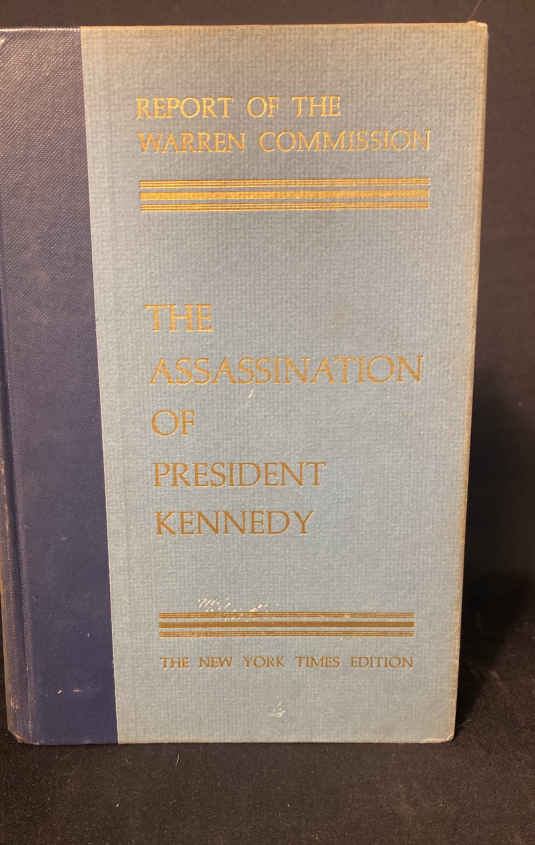 REPORT OF THE
WARREN COMMISSION
THE
ASSASSINATION
OF
PRESIDENT
KENNEDY
THE NEW YORK TIMES EDITION